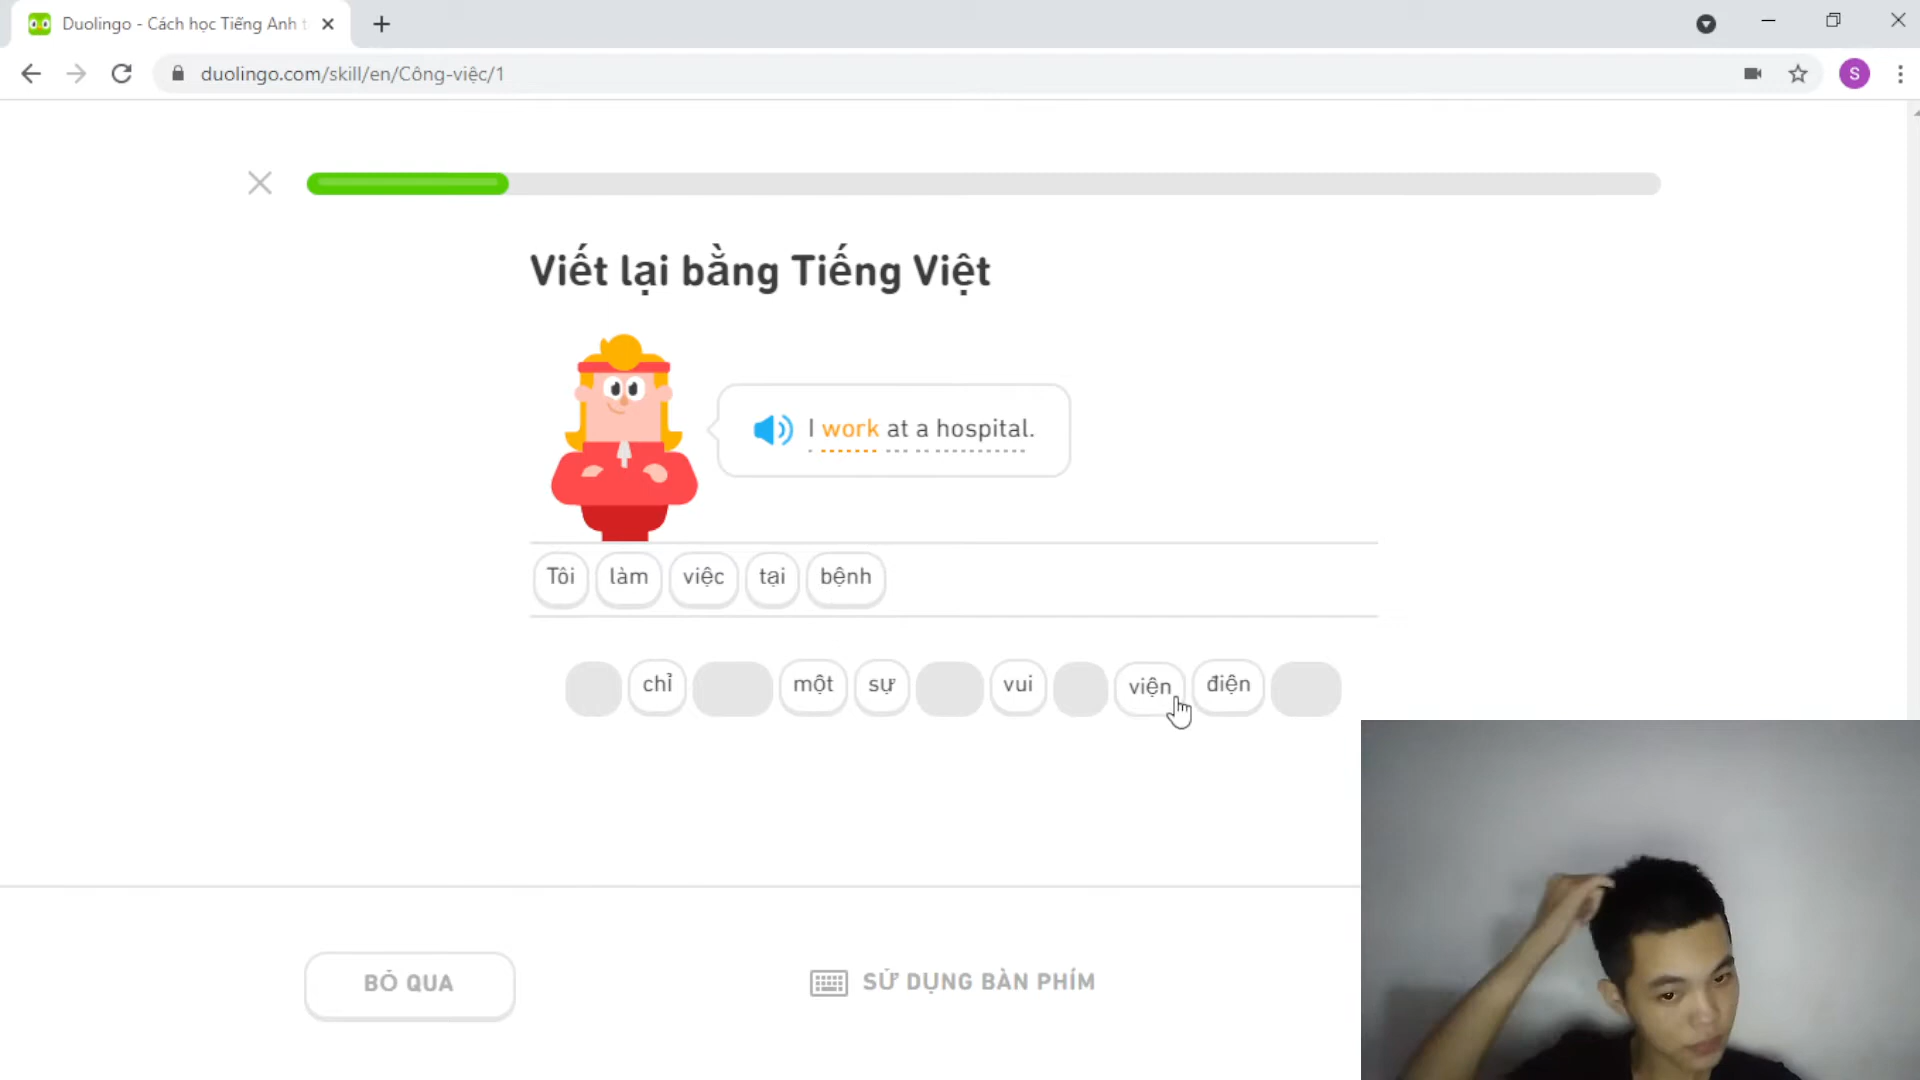 Duolingo - Cách học Tiếng Anh t
duolingo.com/skill/en/Công-việc/1
S
Viết lại bằng Tiếng Việt
I work at a hospital.
Tôi làm việc tại bệnh
chỉ một sự vui viện điện
BỎ QUA
SỬ DỤNG BÀN PHÍM